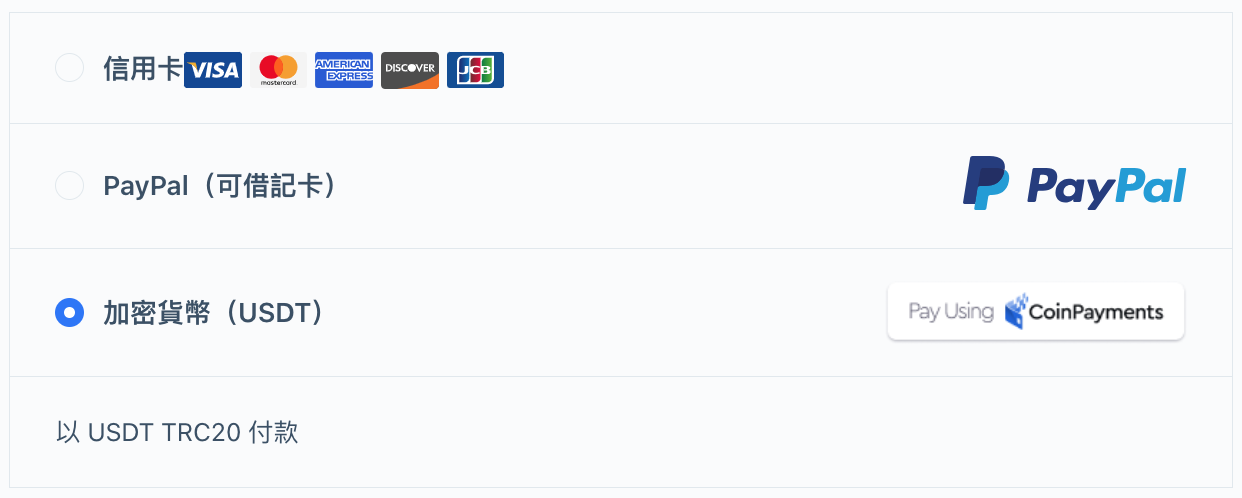 信用卡 VISA mastercard. AMERICAN EXPRESS DISCOVER JCB
PayPal（可借記卡） PayPal
加密貨幣（USDT） Pay Using CoinPayments
以 USDT TRC20 付款